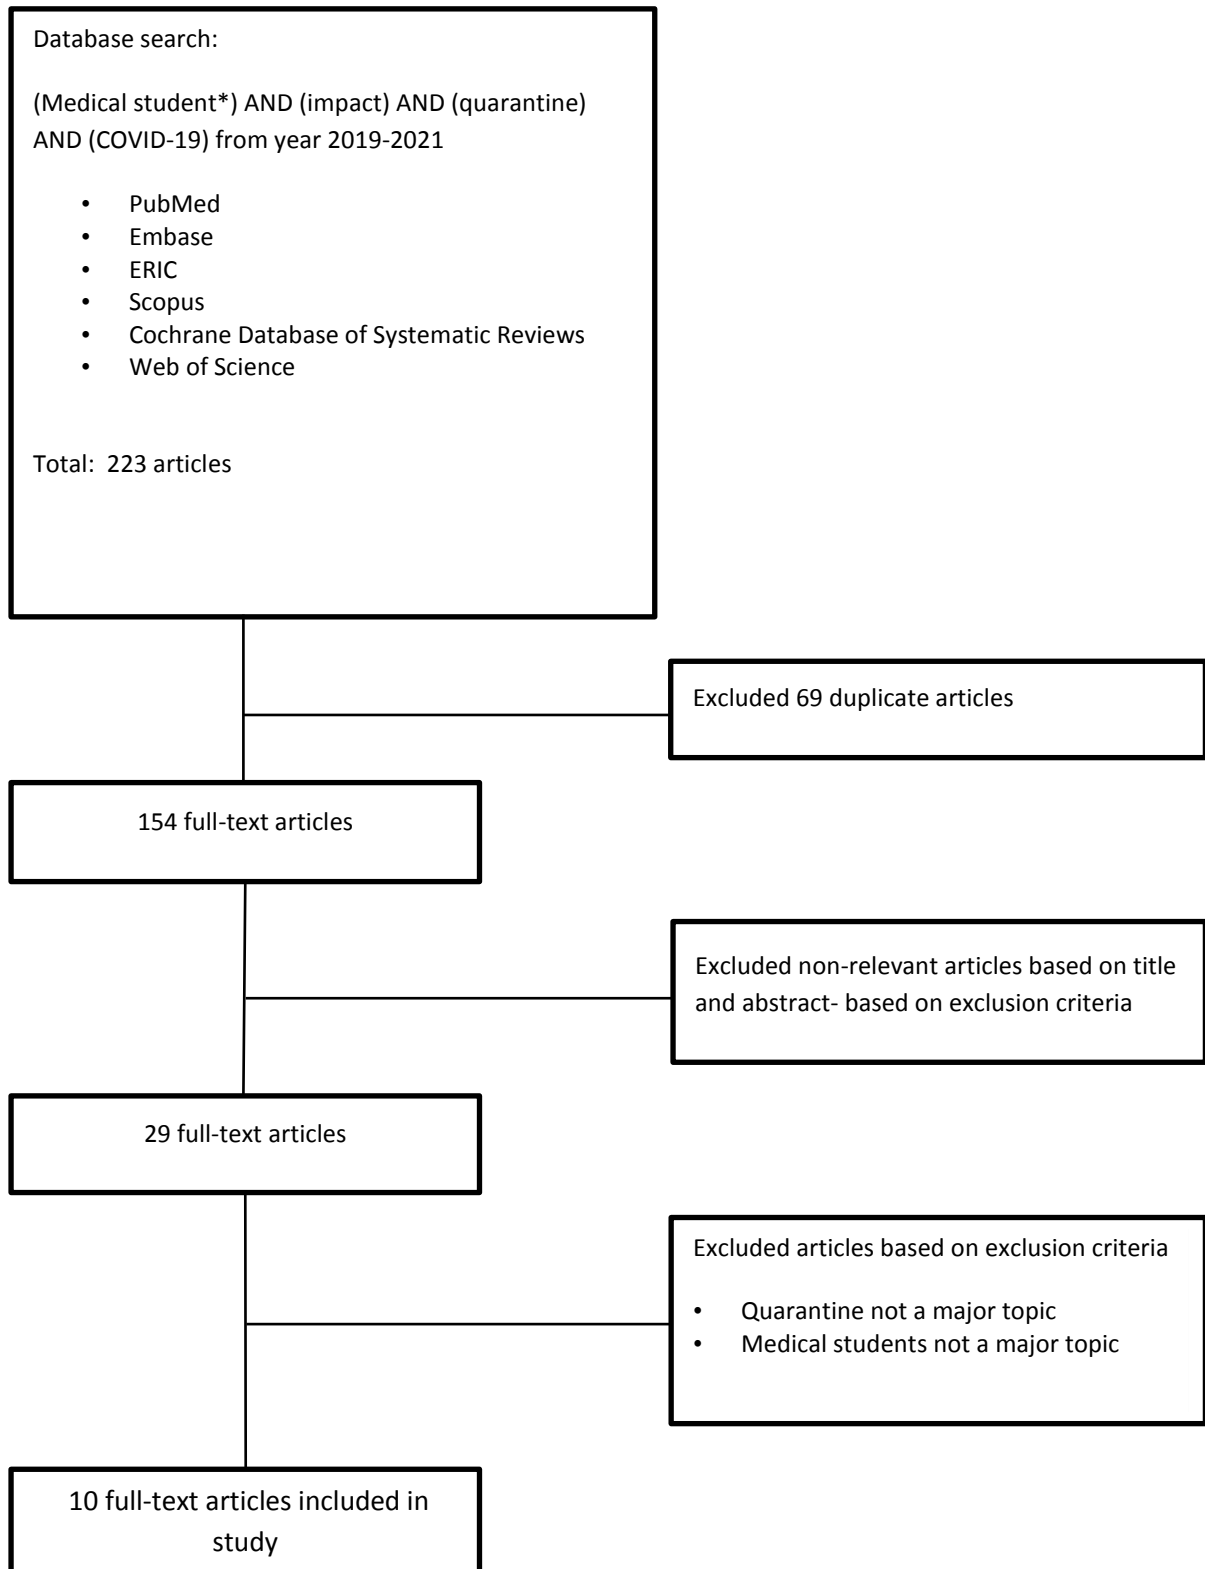 Database search:
(Medical student*) AND (impact) AND (quarantine)
AND (COVID-19) from year 2019-2021
• PubMed
• Embase
• ERIC
• Scopus
• Cochrane Database of Systematic Reviews
• Web of Science
Total: 223 articles
Excluded 69 duplicate articles
154 full-text articles
Excluded non-relevant articles based on title
and abstract- based on exclusion criteria
29 full-text articles
Excluded articles based on exclusion criteria
• Quarantine not a major topic
• Medical students not a major topic
10 full-text articles included in
study